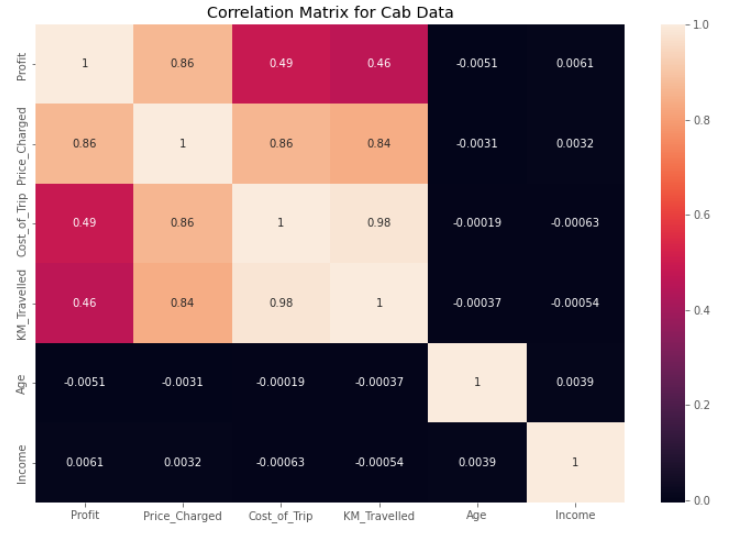 Correlation Matrix for Cab Data
Profit 1 0.86 0.49 0.46 -0.0051 0.0061
Price_Charged 0.86 1 0.86 0.84 -0.0031 0.0032
Cost_of_Trip 0.49 0.86 1 0.98 -0.00019 -0.00063
KM_Travelled 0.46 0.84 0.98 1 -0.00037 -0.00054
Age -0.0051 -0.0031 -0.00019 -0.00037 1 0.0039
Income 0.0061 0.0032 -0.00063 -0.00054 0.0039 1
Profit Price_Charged Cost_of_Trip KM_Travelled Age Income
1.0
0.8
0.6
0.4
0.2
0.0